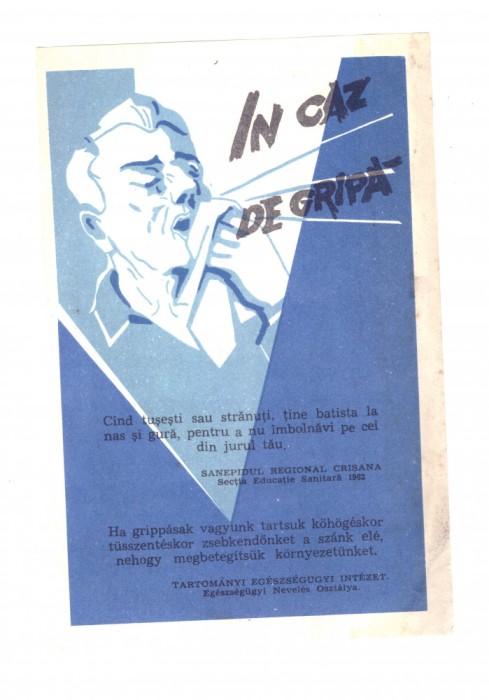 IN CAZ
DE GRIPĂ
Cînd tușești sau strănuți, ține batista la
nas și gură, pentru a nu îmbolnăvi pe cei
din jurul tău.
SANEPIDUL REGIONAL CRISANA
Secția Educație Sanitară 1962
Ha grippásak vagyunk tartsuk köhögéskor
tüsszentéskor zsebkendőnket a szánk elé,
nehogy megbetegítsük környezetünket.
TARTOMÁNYI EGÉSZSÉGÜGYI INTÉZET.
Egészségügyi Nevelés Osztálya.